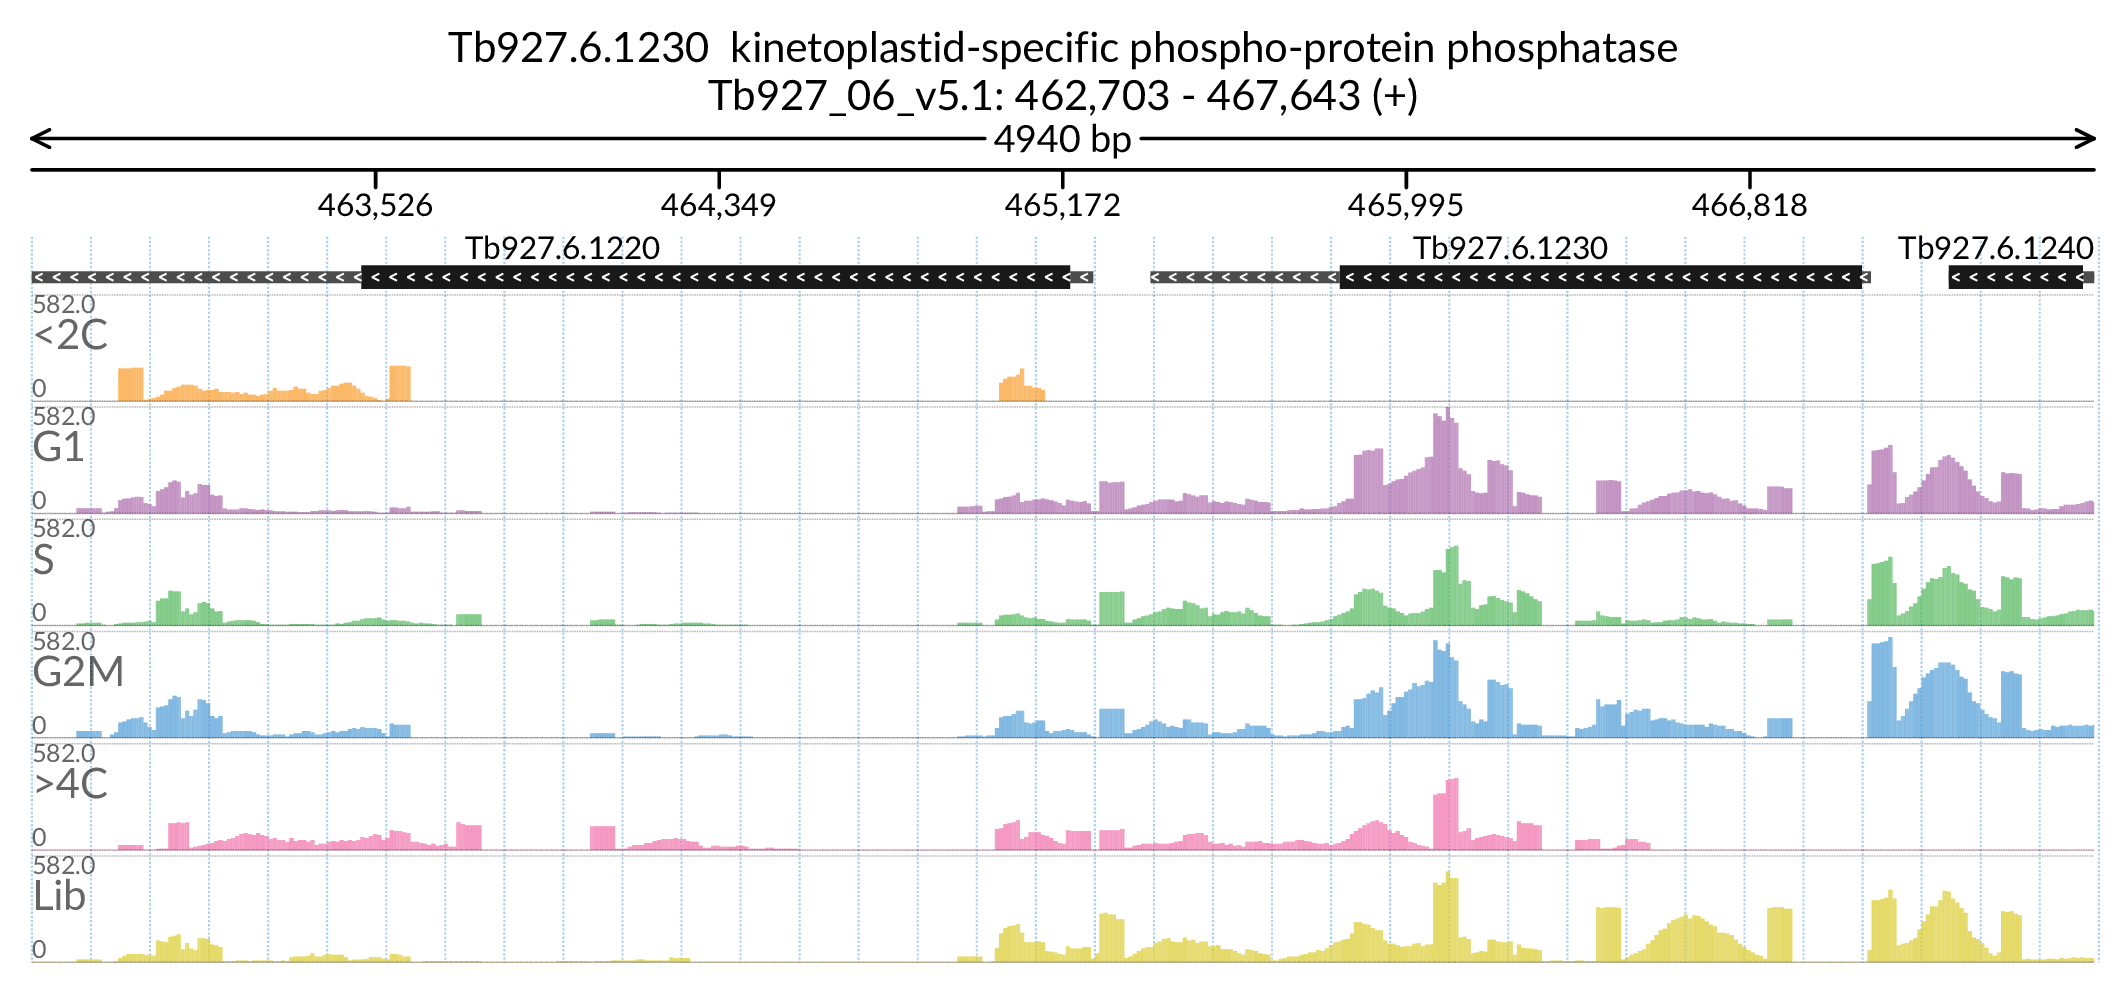 Tb927.6.1230  kinetoplastid-specific phospho-protein phosphatase
Tb927_06_v5.1: 462,703 - 467,643 (+)
4940 bp
463,526 464,349 465,172 465,995 466,818
Tb927.6.1220 Tb927.6.1230 Tb927.6.1240
582.0
<2C
0
582.0
G1
0
582.0
S
0
582.0
G2M
0
582.0
>4C
0
582.0
Lib
0